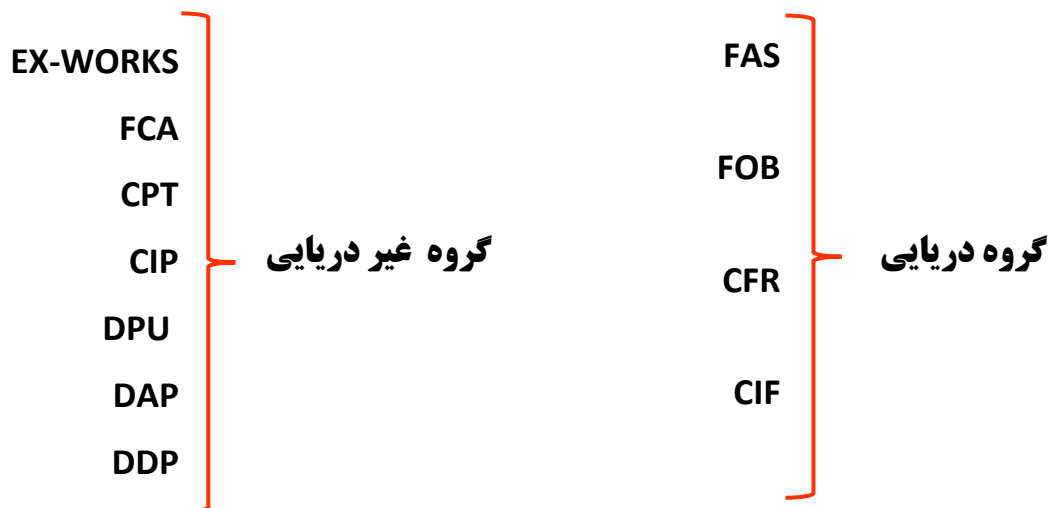 گروه دریایی
FAS
FOB
CFR
CIF
گروه غیر دریایی
EX-WORKS
FCA
CPT
CIP
DPU
DAP
DDP